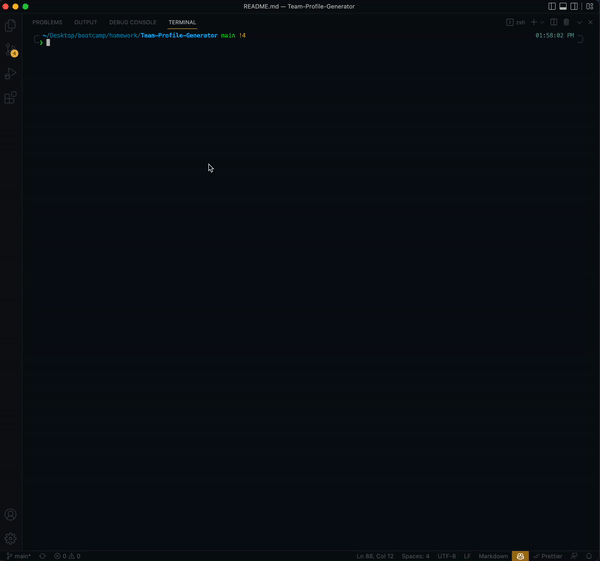 README.md — Team-Profile-Generator
PROBLEMS OUTPUT DEBUG CONSOLE TERMINAL zsh
~/Desktop/bootcamp/homework/Team-Profile-Generator main !4 01:58:02 PM
❯
main* 0 0 Ln 88, Col 12 Spaces: 4 UTF-8 LF Markdown Prettier